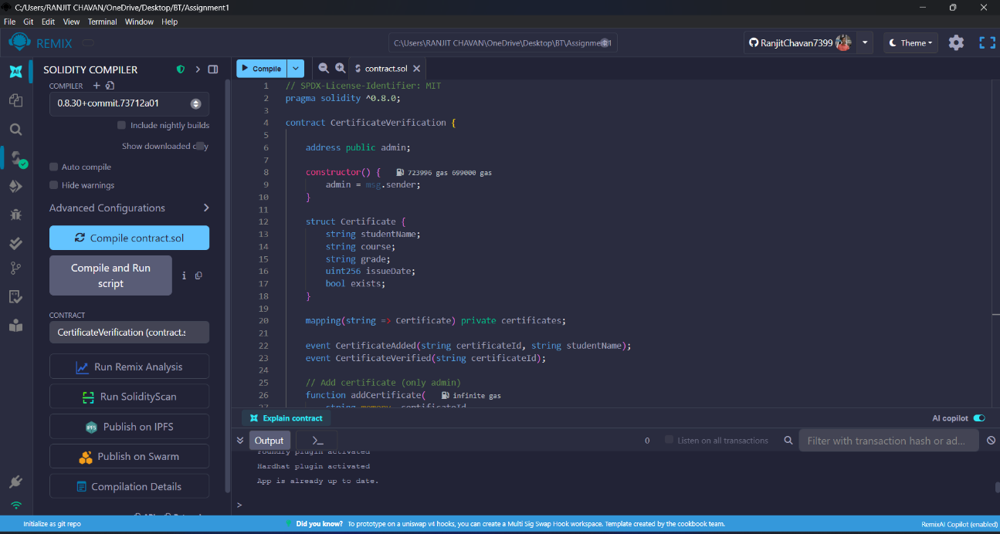 C:/Users/RANJIT CHAVAN/OneDrive/Desktop/BT/Assignment1
File Git Edit View Terminal Window Help
REMIX
C:\Users\RANJIT CHAVAN\OneDrive\Desktop\BT\Assignme
RanjitChavan7399
Theme
SOLIDITY COMPILER
COMPILER
0.8.30+commit.73712a01
Include nightly builds
Show downloaded
Auto compile
Hide warnings
Advanced Configurations
Compile contract.sol
Compile and Run
script
CONTRACT
CertificateVerification (contract.s
Run Remix Analysis
Run SolidityScan
IPFS
Publish on IPFS
Publish on Swarm
Compilation Details
Compile
contract.sol
1 // SPDX-License-Identifier: MIT
2 pragma solidity ^0.8.0;
3
4 contract CertificateVerification {
5
6 address public admin;
7
8 constructor() { 723996 gas 699000 gas
9 admin = msg.sender;
10 }
11
12 struct Certificate {
13 string studentName;
14 string course;
15 string grade;
16 uint256 issueDate;
17 bool exists;
18 }
19
20 mapping(string => Certificate) private certificates;
21
22 event CertificateAdded(string certificateId, string studentName);
23 event CertificateVerified(string certificateId);
24
25 // Add certificate (only admin)
26 function addCertificate( infinite gas
27 string memory certificateId
Explain contract
AI copilot
Output
>_
0
Listen on all transactions
Filter with transaction hash or ad...
Foundry plugin activated
Hardhat plugin activated
App is already up to date.
>
Initialize as git repo
Did you know? To prototype on a uniswap v4 hooks, you can create a Multi Sig Swap Hook workspace. Template created by the cookbook team.
RemixAI Copilot (enabled)